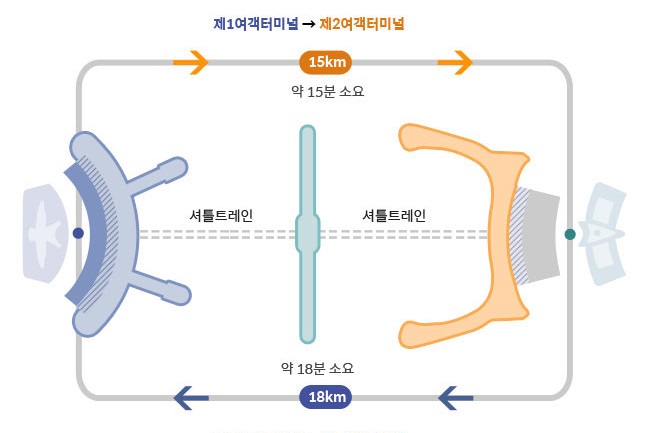 제1여객터미널 → 제2여객터미널
15km
약 15분 소요
셔틀트레인 셔틀트레인
약 18분 소요
18km